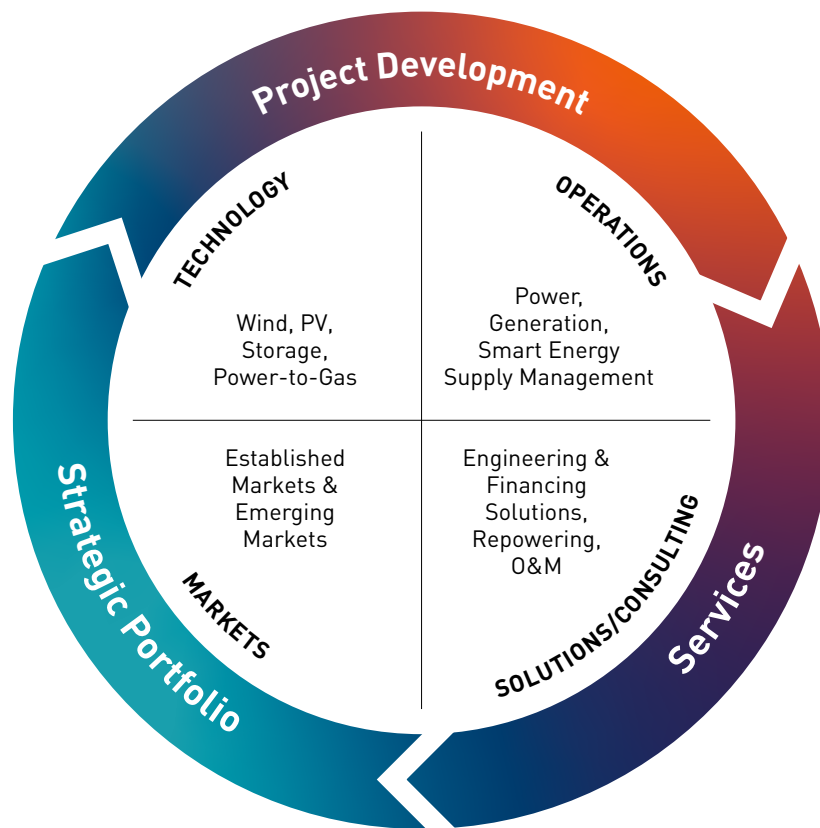 Project Development
TECHNOLOGY
Wind, PV,
Storage,
Power-to-Gas
OPERATIONS
Power,
Generation,
Smart Energy
Supply Management
Established
Markets &
Emerging
Markets
MARKETS
Engineering &
Financing
Solutions,
Repowering,
O&M
SOLUTIONS/CONSULTING
Services
Strategic Portfolio